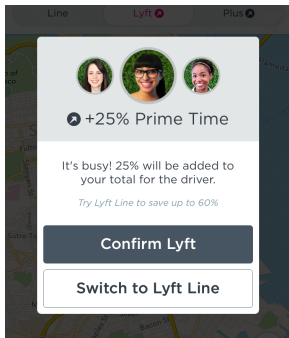 Line Lyft Plus
+25% Prime Time
It's busy! 25% will be added to
your total for the driver.
Try Lyft Line to save up to 60%
Confirm Lyft
Switch to Lyft Line